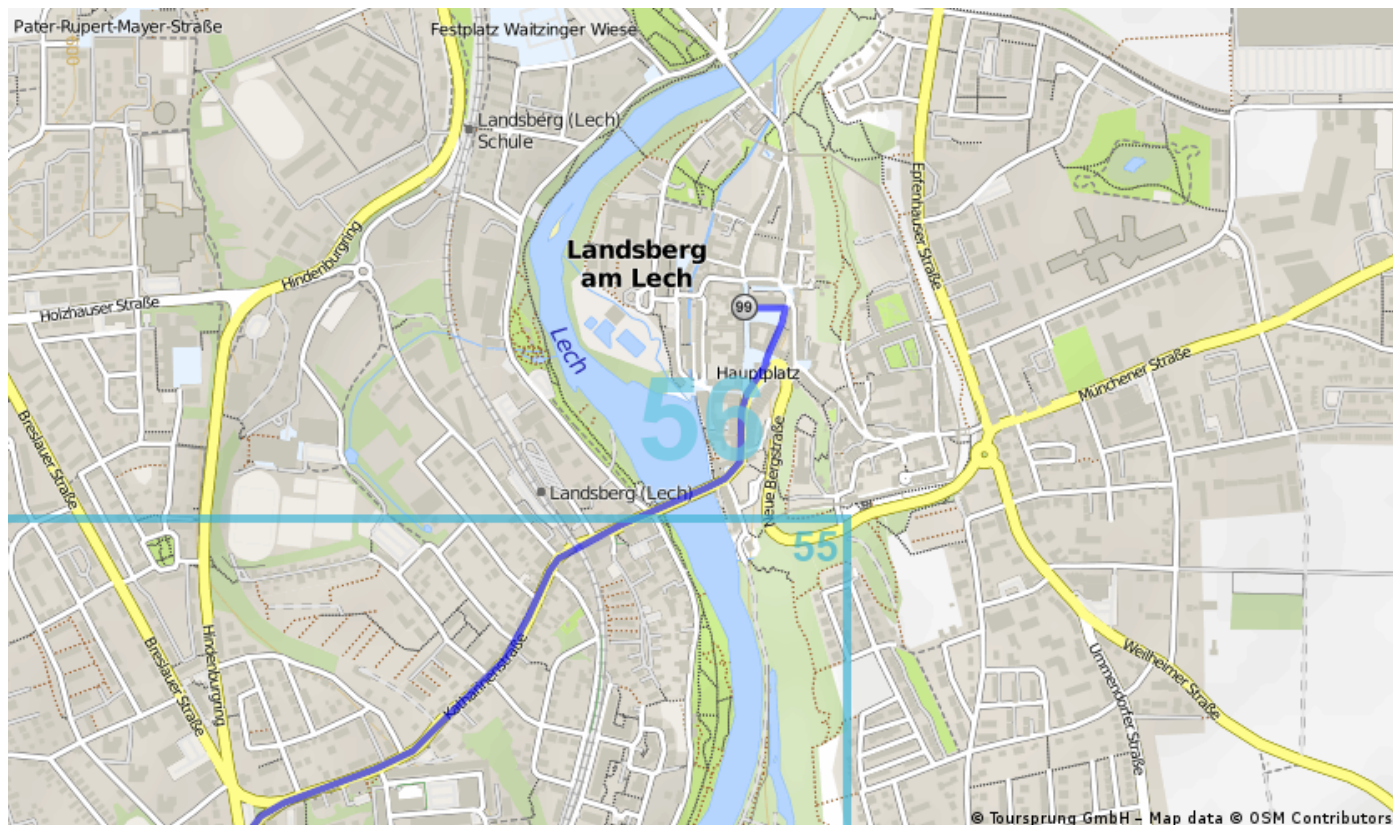 Pater-Rupert-Mayer-Straße
Festplatz Waitzinger Wiese
600
Landsberg (Lech)
Schule
Epfenhauser Straße
Hindenburgring
Landsberg
am Lech
Holzhauser Straße
99
Lech
Münchener Straße
Hauptplatz
56
Breslauer Straße
Neue Bergstraße
Landsberg (Lech)
55
Hindenburgring
Breslauer Straße
Katharinenstraße
Weilheimer Straße
Ummendorfer Straße
© Toursprung GmbH – Map data © OSM Contributors